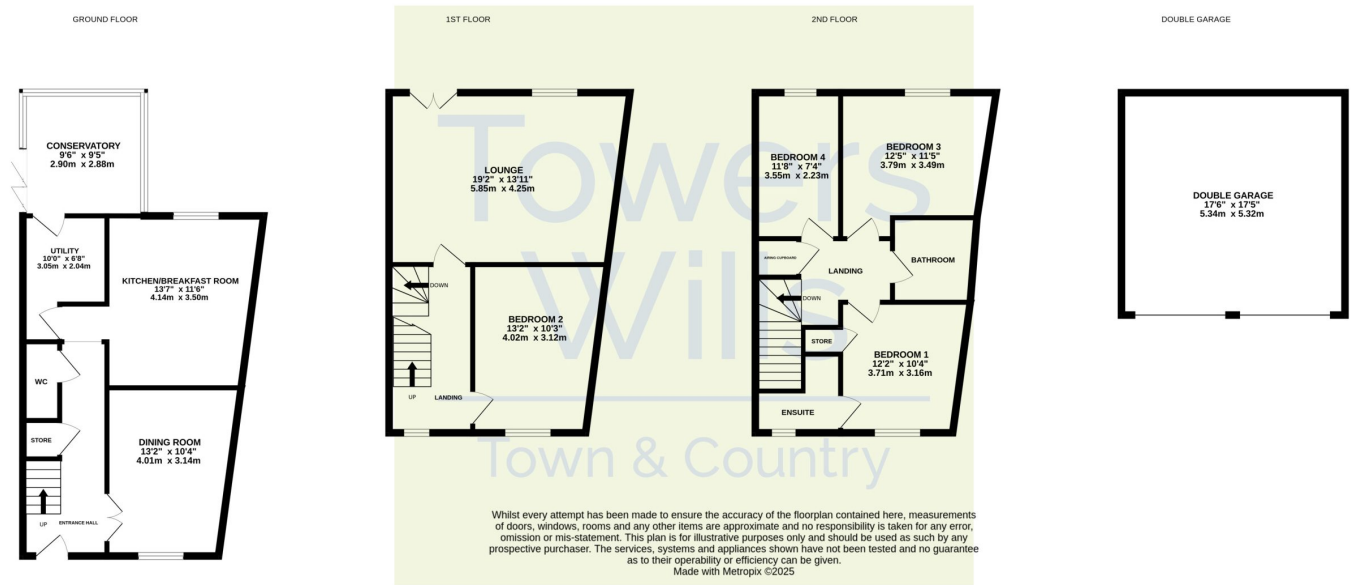 GROUND FLOOR
1ST FLOOR
2ND FLOOR
DOUBLE GARAGE
CONSERVATORY
9'6" x 9'5"
2.90m x 2.88m
UTILITY
10'0" x 6'8"
3.05m x 2.04m
KITCHEN/BREAKFAST ROOM
13'7" x 11'6"
4.14m x 3.50m
WC
STORE
DINING ROOM
13'2" x 10'4"
4.01m x 3.14m
UP
ENTRANCE HALL
LOUNGE
19'2" x 13'11"
5.85m x 4.25m
DOWN
BEDROOM 2
13'2" x 10'3"
4.02m x 3.12m
UP
LANDING
BEDROOM 4
11'8" x 7'4"
3.55m x 2.23m
BEDROOM 3
12'5" x 11'5"
3.79m x 3.49m
AIRING CUPBOARD
LANDING
BATHROOM
DOWN
STORE
BEDROOM 1
12'2" x 10'4"
3.71m x 3.16m
ENSUITE
DOUBLE GARAGE
17'6" x 17'5"
5.34m x 5.32m
Towers
Wills
Town & Country
Whilst every attempt has been made to ensure the accuracy of the floorplan contained here, measurements
of doors, windows, rooms and any other items are approximate and no responsibility is taken for any error,
omission or mis-statement. This plan is for illustrative purposes only and should be used as such by any
prospective purchaser. The services, systems and appliances shown have not been tested and no guarantee
as to their operability or efficiency can be given.
Made with Metropix ©2025